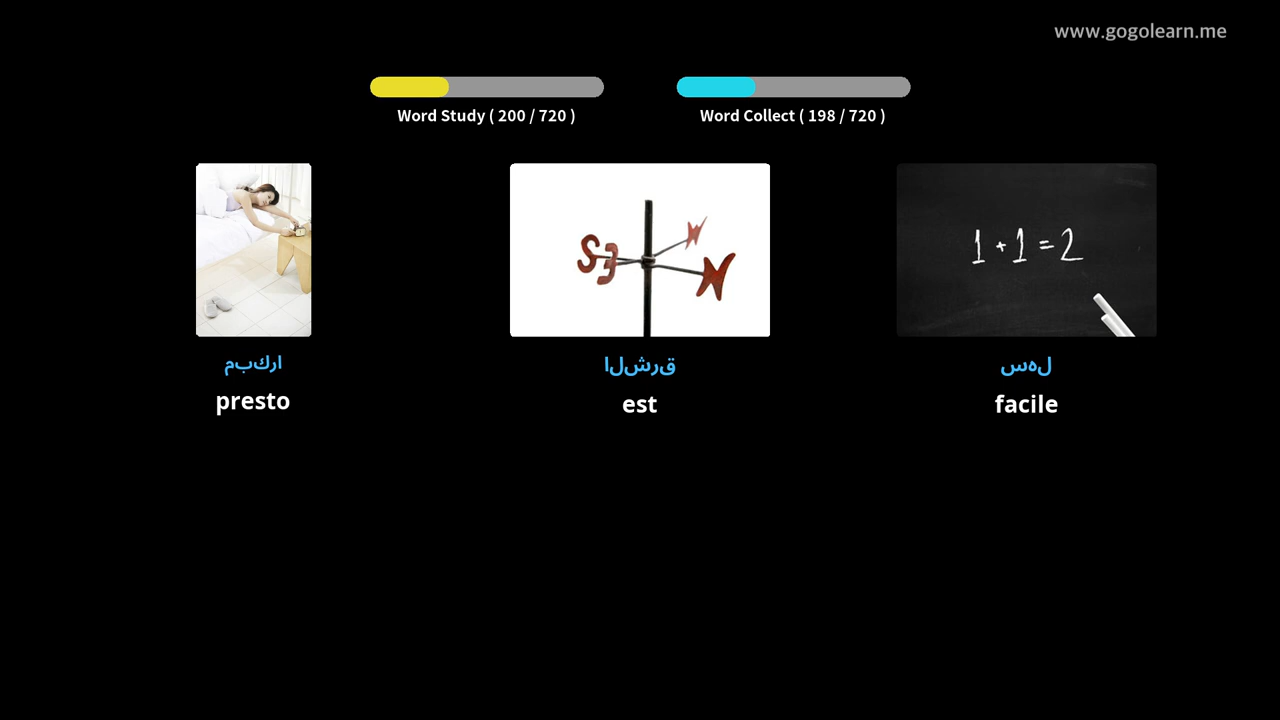 www.gogolearn.me
Word Study ( 200 / 720 )
Word Collect ( 198 / 720 )
S E N W
1 + 1 = 2
مبكرا
الشرق
سهل
presto
est
facile